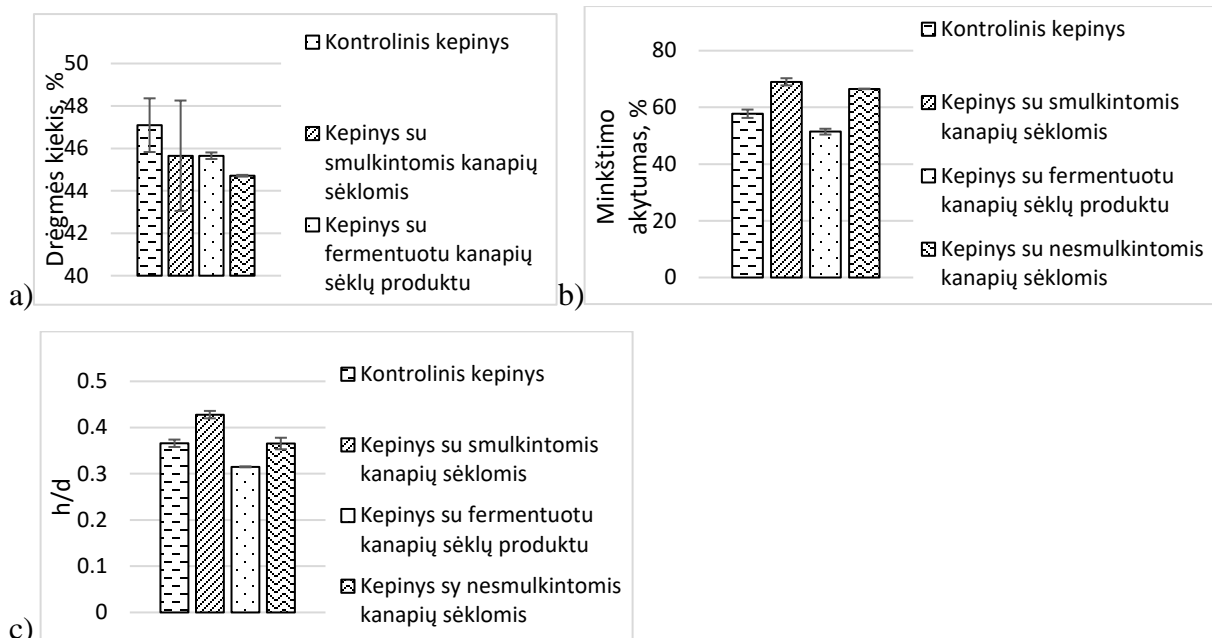 Drėgmės kiekis, %
50
48
46
44
42
40
Kontrolinis kepinys
Kepinys su
smulkintomis kanapių
sėklomis
Kepinys su
fermentuotu kanapių
sėklų produktu
a)
Minkštimo
akytumas, %
80
60
40
20
0
Kontrolinis kepinys
Kepinys su smulkintomis
kanapių sėklomis
Kepinys su fermentuotu
kanapių sėklų produktu
Kepinys su nesmulkintomis
kanapių sėklomis
b)
h/d
0.5
0.4
0.3
0.2
0.1
0
Kontrolinis kepinys
Kepinys su smulkintomis
kanapių sėklomis
Kepinys su fermentuotu
kanapių sėklų produktu
Kepinys sy nesmulkintomis
kanapių sėklomis
c)